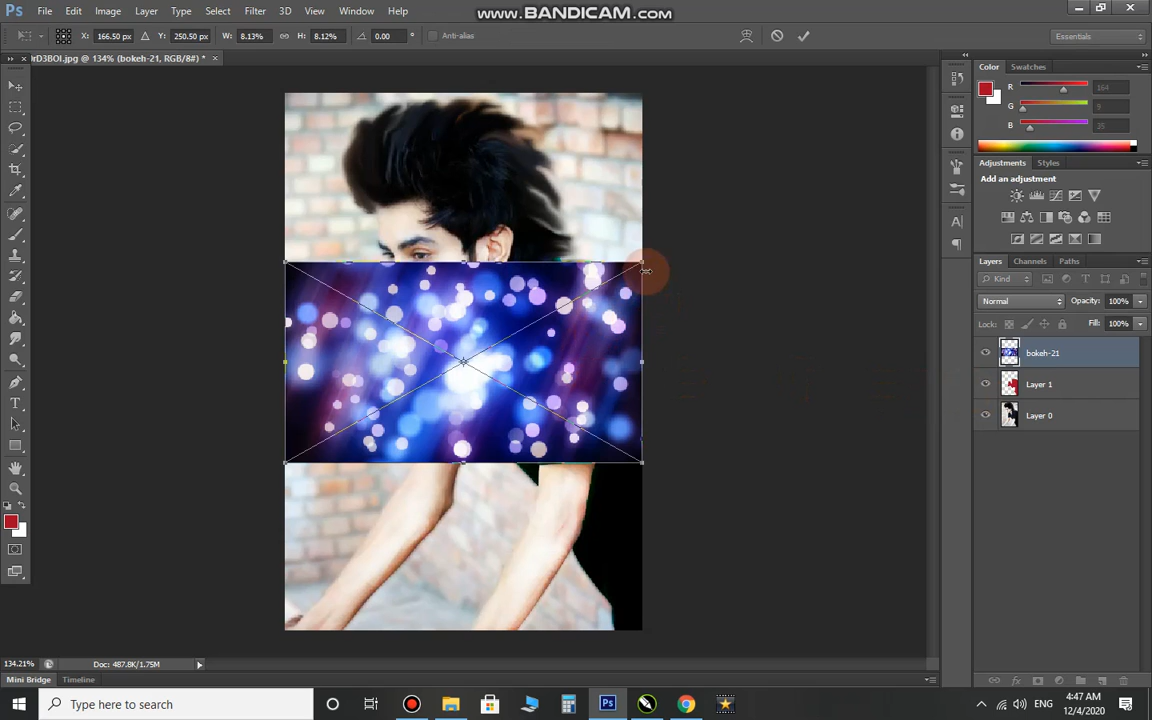 Ps File Edit Image Layer Type Select Filter 3D View Window Help
www.BANDICAM.com
X: 166.50 px Y: 250.50 px W: 8.13% H: 8.12% 0.00 ° Anti-alias Essentials
rD3BOI.jpg @ 134% (bokeh-21, RGB/8#) * ×
Color Swatches
R 164
G 9
B 35
Adjustments Styles
Add an adjustment
Layers Channels Paths
Kind
Normal Opacity: 100%
Lock: Fill: 100%
bokeh-21
Layer 1
Layer 0
134.21% Doc: 487.8K/1.75M
Mini Bridge Timeline
Type here to search
Ps
ENG
4:47 AM
12/4/2020